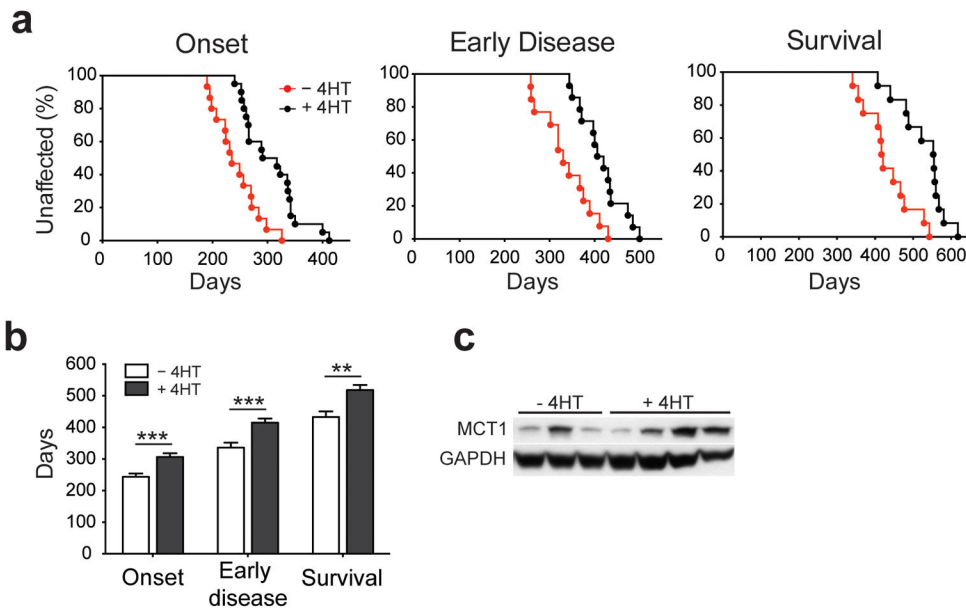 a
Onset
Early Disease
Survival
Unaffected (%)
100
80
60
40
20
0
100 200 300 400
Days
− 4HT
+ 4HT
100
80
60
40
20
0
100 200 300 400 500
Days
100
80
60
40
20
0
100 200 300 400 500 600
Days
b
Days
600
500
400
300
200
100
0
− 4HT
+ 4HT
***
***
**
Onset
Early
disease
Survival
c
- 4HT
+ 4HT
MCT1
GAPDH